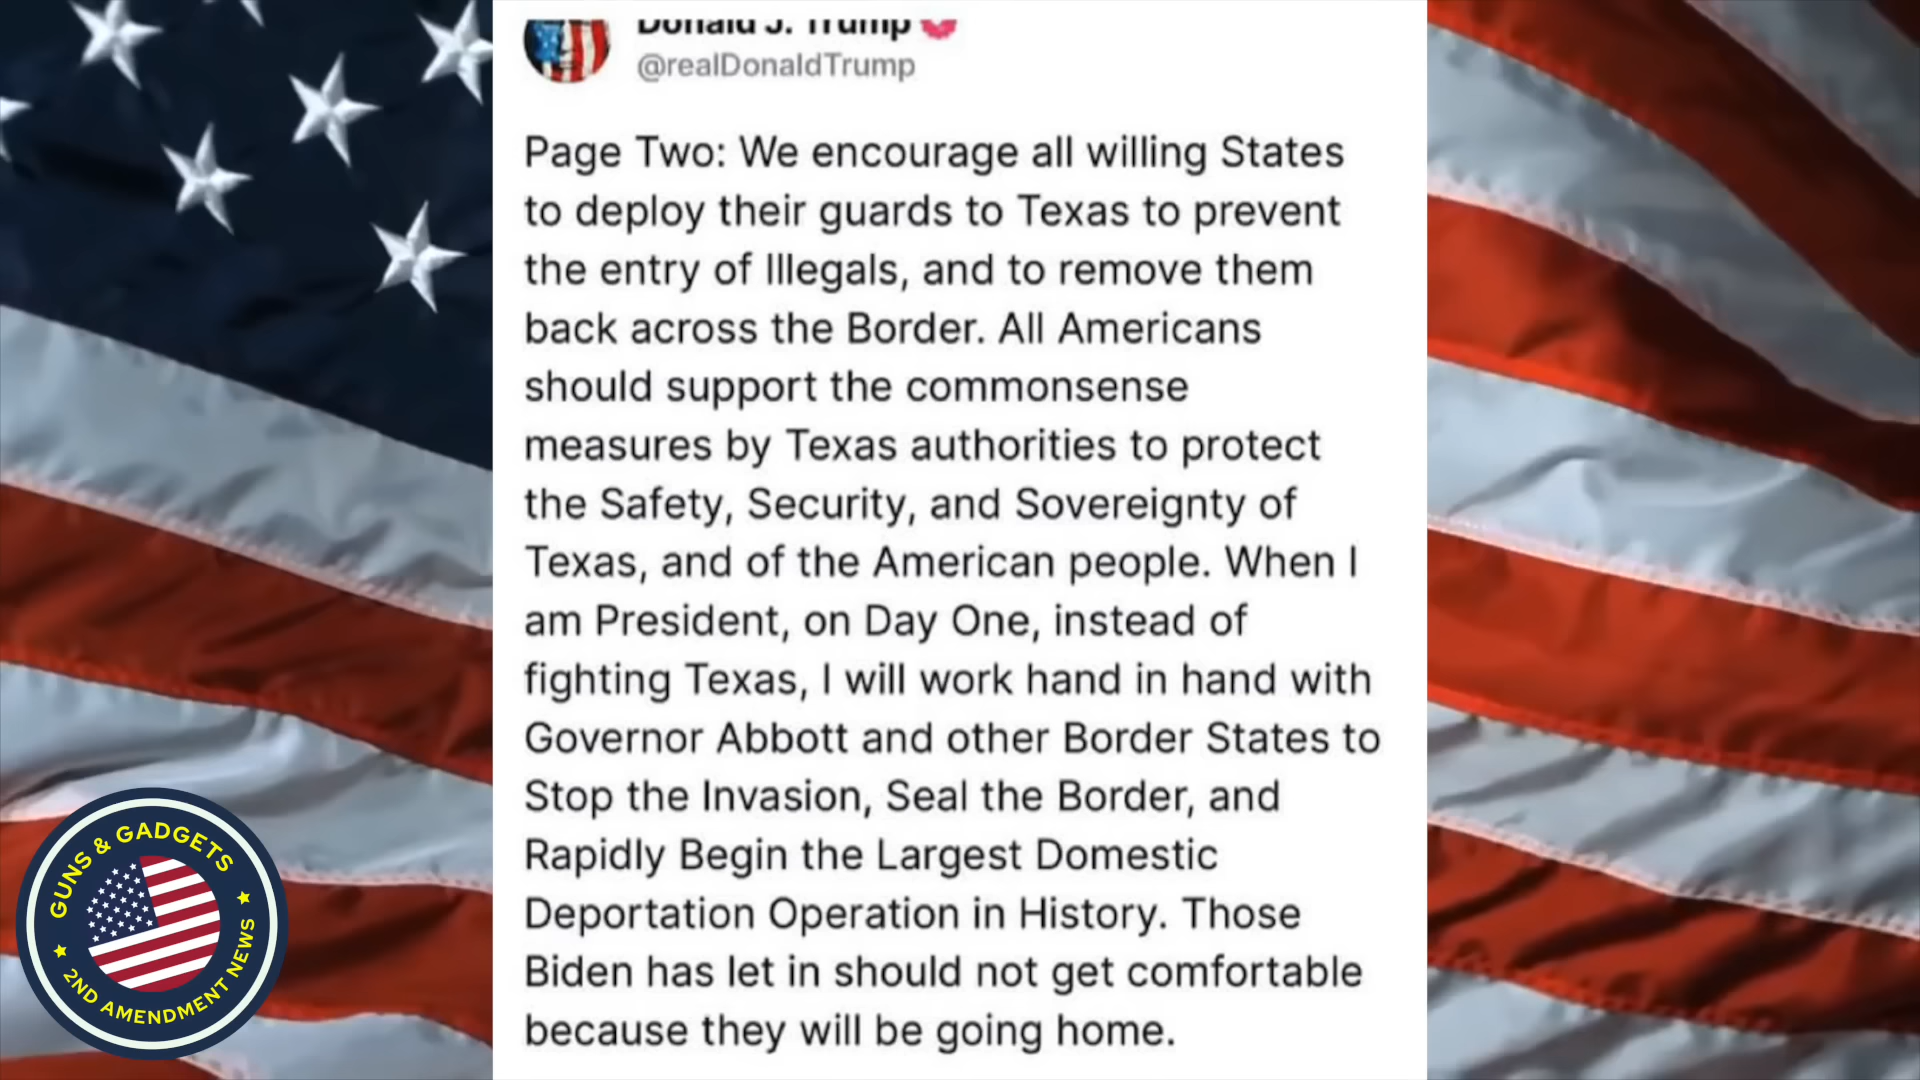 Donald J. Trump
@realDonaldTrump
Page Two: We encourage all willing States
to deploy their guards to Texas to prevent
the entry of Illegals, and to remove them
back across the Border. All Americans
should support the commonsense
measures by Texas authorities to protect
the Safety, Security, and Sovereignty of
Texas, and of the American people. When I
am President, on Day One, instead of
fighting Texas, I will work hand in hand with
Governor Abbott and other Border States to
Stop the Invasion, Seal the Border, and
Rapidly Begin the Largest Domestic
Deportation Operation in History. Those
Biden has let in should not get comfortable
because they will be going home.
GUNS & GADGETS
2ND AMENDMENT NEWS